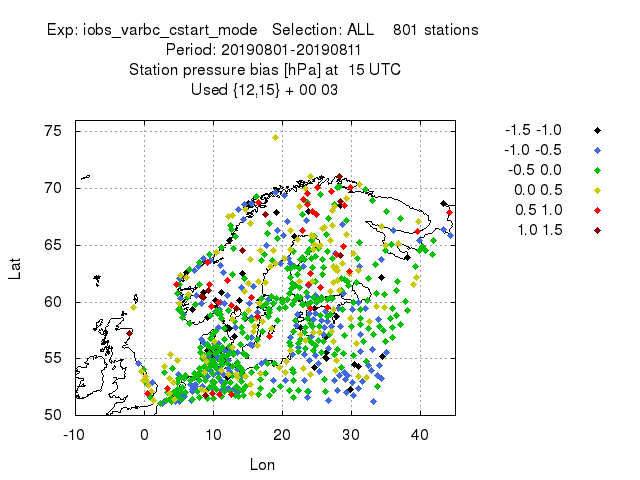 Exp: iobs_varbc_cstart_mode Selection: ALL 801 stations
Period: 20190801-20190811
Station pressure bias [hPa] at 15 UTC
Used {12,15} + 00 03
-1.5 -1.0
-1.0 -0.5
-0.5 0.0
0.0 0.5
0.5 1.0
1.0 1.5
Lat
75
70
65
60
55
50
-10 0 10 20 30 40
Lon